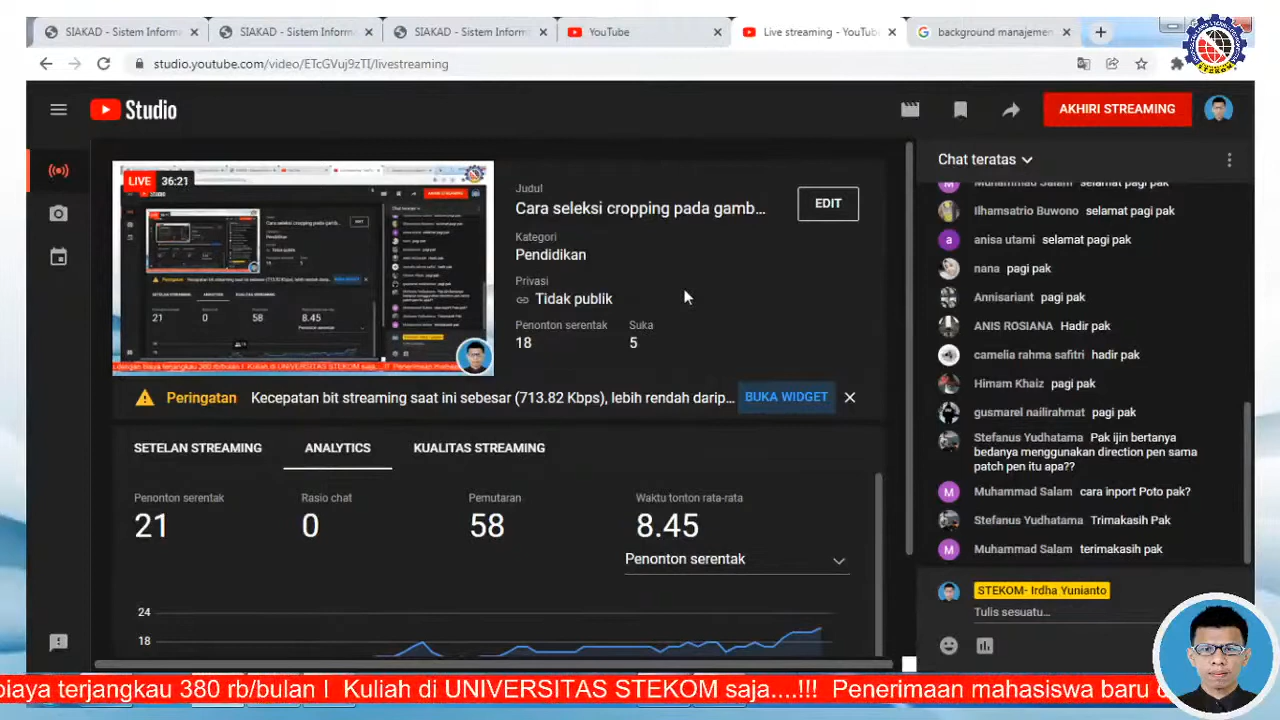 SIAKAD - Sistem Informa
SIAKAD - Sistem Inform
SIAKAD - Sistem Inform
YouTube
Live streaming - YouTub
background manajemen
studio.youtube.com/video/ETcGVuj9zTI/livestreaming
STEKOM
Studio
AKHIRI STREAMING
LIVE 36:21
Judul
Cara seleksi cropping pada gamb...
EDIT
Kategori
Pendidikan
Privasi
Tidak publik
Penonton serentak
18
Suka
5
Peringatan Kecepatan bit streaming saat ini sebesar (713.82 Kbps), lebih rendah darip...
BUKA WIDGET
SETELAN STREAMING
ANALYTICS
KUALITAS STREAMING
Penonton serentak
21
Rasio chat
0
Pemutaran
58
Waktu tonton rata-rata
8.45
Penonton serentak
24
18
Chat teratas
Muhammad Salam selamat pagi pak
Ilhamsatrio Buwono selamat pagi pak
anisa utami selamat pagi pak
nana pagi pak
Annisariant pagi pak
ANIS ROSIANA Hadir pak
camelia rahma safitri hadir pak
Himam Khaiz pagi pak
gusmarel nailirahmat pagi pak
Stefanus Yudhatama Pak ijin bertanya
bedanya menggunakan direction pen sama
patch pen itu apa??
Muhammad Salam cara inport Poto pak?
Stefanus Yudhatama Trimakasih Pak
Muhammad Salam terimakasih pak
STEKOM- Irdha Yunianto
Tulis sesuatu...
biaya terjangkau 380 rb/bulan I Kuliah di UNIVERSITAS STEKOM saja....!!! Penerimaan mahasiswa baru